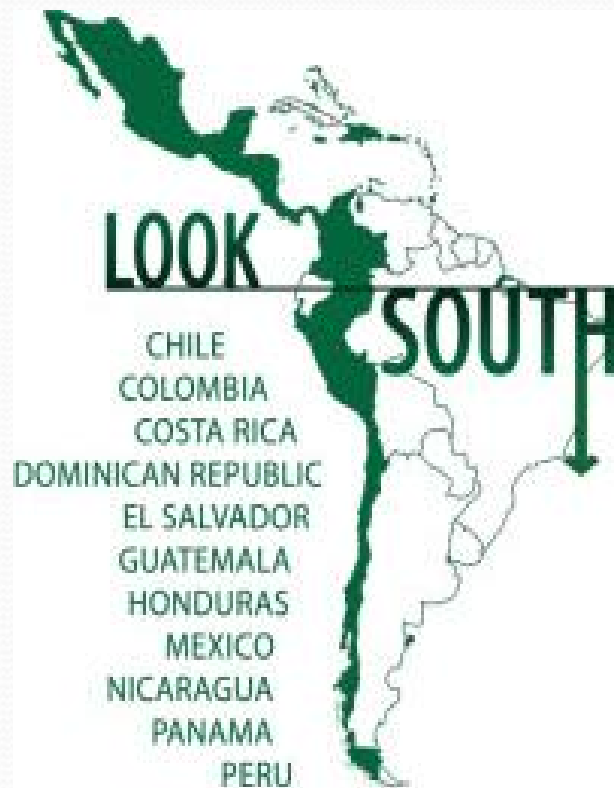 LOOK
SOUTH
CHILE
COLOMBIA
COSTA RICA
DOMINICAN REPUBLIC
EL SALVADOR
GUATEMALA
HONDURAS
MEXICO
NICARAGUA
PANAMA
PERU